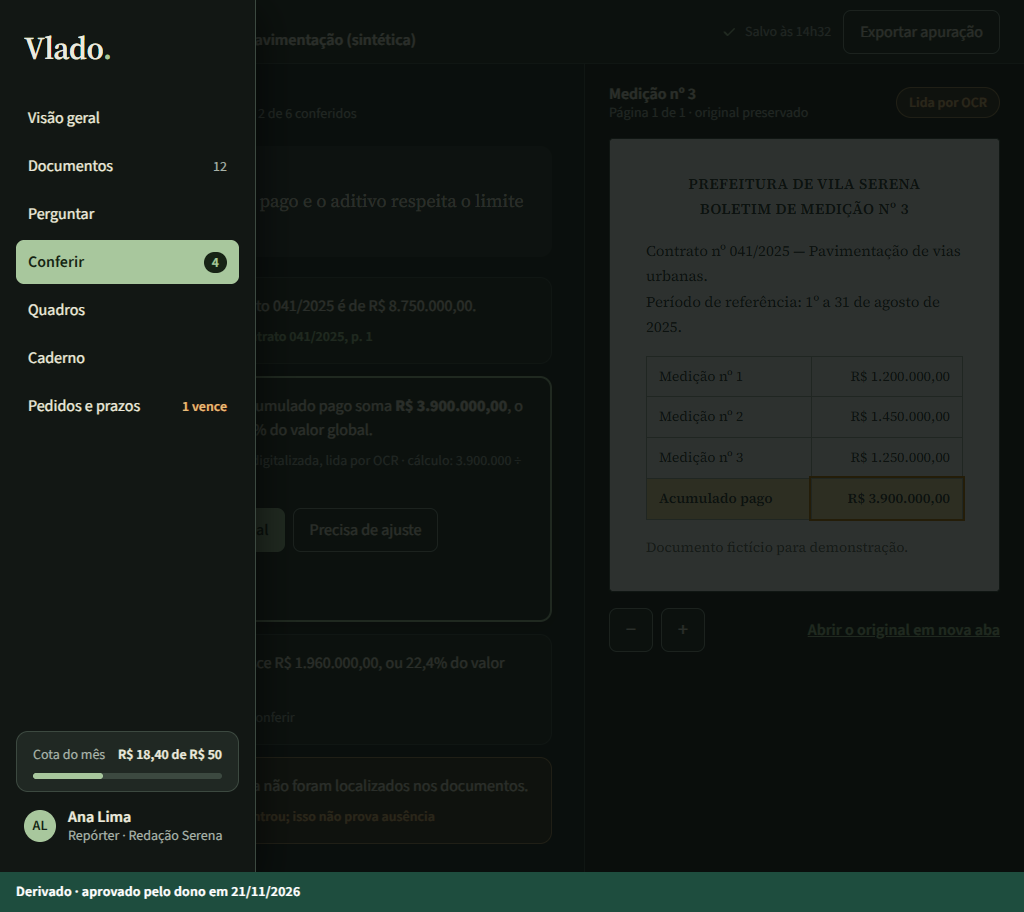 Vlado.
Visão geral
Documentos 12
Perguntar
Conferir 4
Quadros
Caderno
Pedidos e prazos 1 vence
Cota do mês R$ 18,40 de R$ 50
AL
Ana Lima
Repórter · Redação Serena
avimentação (sintética)
Salvo às 14h32
Exportar apuração
2 de 6 conferidos
pago e o aditivo respeita o limite
to 041/2025 é de R$ 8.750.000,00.
trato 041/2025, p. 1
umulado pago soma R$ 3.900.000,00, o
% do valor global.
digitalizada, lida por OCR · cálculo: 3.900.000 ÷
al
Precisa de ajuste
ce R$ 1.960.000,00, ou 22,4% do valor
onferir
a não foram localizados nos documentos.
ntrou; isso não prova ausência
Medição nº 3
Página 1 de 1 · original preservado
Lida por OCR
PREFEITURA DE VILA SERENA
BOLETIM DE MEDIÇÃO Nº 3
Contrato nº 041/2025 — Pavimentação de vias
urbanas.
Período de referência: 1º a 31 de agosto de
2025.
Medição nº 1 R$ 1.200.000,00
Medição nº 2 R$ 1.450.000,00
Medição nº 3 R$ 1.250.000,00
Acumulado pago R$ 3.900.000,00
Documento fictício para demonstração.
− +
Abrir o original em nova aba
Derivado · aprovado pelo dono em 21/11/2026